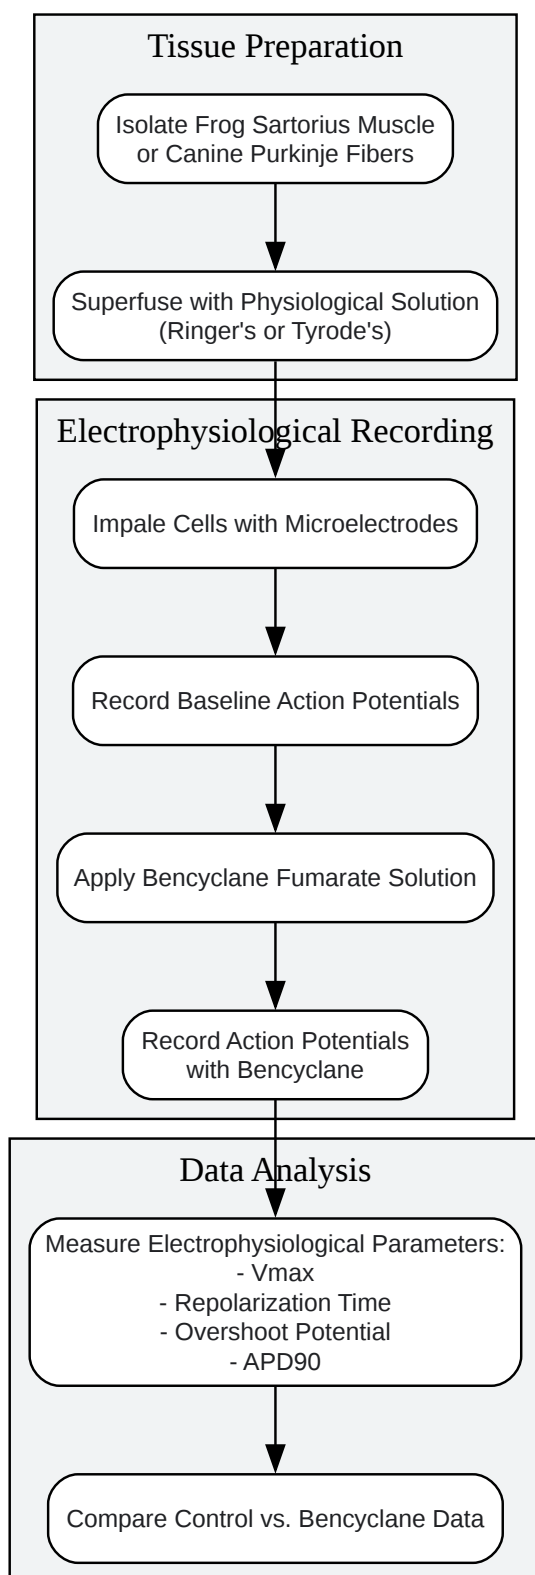 Tissue Preparation
Isolate Frog Sartorius Muscle
or Canine Purkinje Fibers
Superfuse with Physiological Solution
(Ringer's or Tyrode's)
Electrophysiological Recording
Impale Cells with Microelectrodes
Record Baseline Action Potentials
Apply Bencyclane Fumarate Solution
Record Action Potentials
with Bencyclane
Data Analysis
Measure Electrophysiological Parameters:
- Vmax
- Repolarization Time
- Overshoot Potential
- APD90
Compare Control vs. Bencyclane Data